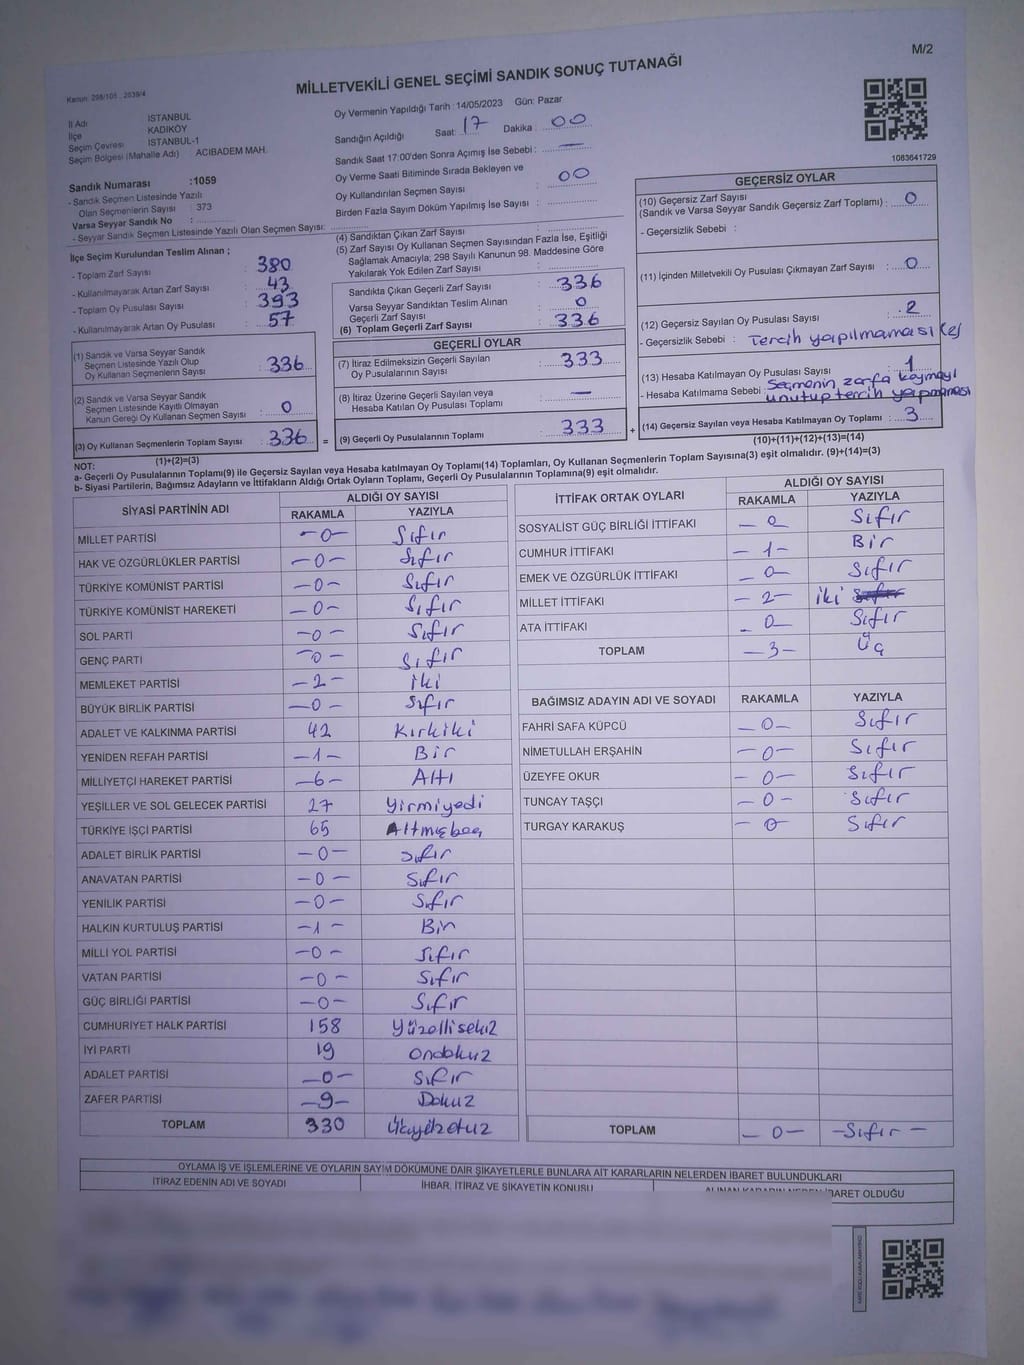 M/2
MİLLETVEKİLİ GENEL SEÇİMİ SANDIK SONUÇ TUTANAĞI
Kanun: 298/105 , 2839/4
İl Adı İSTANBUL
İlçe KADIKÖY
Seçim Çevresi İSTANBUL-1
Seçim Bölgesi (Mahalle Adı) ACIBADEM MAH.
Sandık Numarası :1059
- Sandık Seçmen Listesinde Yazılı
Olan Seçmenlerin Sayısı : 373
Varsa Seyyar Sandık No :
- Seyyar Sandık Seçmen Listesinde Yazılı Olan Seçmen Sayısı:
Oy Vermenin Yapıldığı Tarih :14/05/2023 Gün: Pazar
Sandığın Açıldığı Saat: 17 Dakika : 00
Sandık Saat 17:00'den Sonra Açımış İse Sebebi : —
Oy Verme Saati Bitiminde Sırada Bekleyen ve
Oy Kullandırılan Seçmen Sayısı : 00
Birden Fazla Sayım Döküm Yapılmış İse Sayısı :
1083641729
İlçe Seçim Kurulundan Teslim Alınan ;
- Toplam Zarf Sayısı : 380
- Kullanılmayarak Artan Zarf Sayısı : 43
- Toplam Oy Pusulası Sayısı : 393
- Kullanılmayarak Artan Oy Pusulası : 57
(1) Sandık ve Varsa Seyyar Sandık
Seçmen Listesinde Yazılı Olup
Oy Kullanan Seçmenlerin Sayısı : 336
(2) Sandık ve Varsa Seyyar Sandık
Seçmen Listesinde Kayıtlı Olmayan
Kanun Gereği Oy Kullanan Seçmen Sayısı : 0
(3) Oy Kullanan Seçmenlerin Toplam Sayısı : 336 =
(1)+(2)=(3)
(4) Sandıktan Çıkan Zarf Sayısı :
(5) Zarf Sayısı Oy Kullanan Seçmen Sayısından Fazla İse, Eşitliği
Sağlamak Amacıyla; 298 Sayılı Kanunun 98. Maddesine Göre
Yakılarak Yok Edilen Zarf Sayısı :
Sandıkta Çıkan Geçerli Zarf Sayısı : 336
Varsa Seyyar Sandıktan Teslim Alınan
Geçerli Zarf Sayısı : 0
(6) Toplam Geçerli Zarf Sayısı : 336
GEÇERLİ OYLAR
(7) İtiraz Edilmeksizin Geçerli Sayılan
Oy Pusulalarının Sayısı : 333
(8) İtiraz Üzerine Geçerli Sayılan veya
Hesaba Katılan Oy Pusulası Toplamı : —
(9) Geçerli Oy Pusulalarının Toplamı : 333 +
GEÇERSİZ OYLAR
(10) Geçersiz Zarf Sayısı
(Sandık ve Varsa Seyyar Sandık Geçersiz Zarf Toplamı) : 0
- Geçersizlik Sebebi :
(11) İçinden Milletvekili Oy Pusulası Çıkmayan Zarf Sayısı : 0
(12) Geçersiz Sayılan Oy Pusulası Sayısı : 2
- Geçersizlik Sebebi : Tercih yapılmaması
(13) Hesaba Katılmayan Oy Pusulası Sayısı : 1
- Hesaba Katılmama Sebebi : Seçmenin zarfa koymayı
unutup tercih yapmaması
(14) Geçersiz Sayılan veya Hesaba Katılmayan Oy Toplamı : 3
(10)+(11)+(12)+(13)=(14)
NOT:
a- Geçerli Oy Pusulalarının Toplamı(9) ile Geçersiz Sayılan veya Hesaba katılmayan Oy Toplamı(14) Toplamları, Oy Kullanan Seçmenlerin Toplam Sayısına(3) eşit olmalıdır. (9)+(14)=(3)
b- Siyasi Partilerin, Bağımsız Adayların ve İttifakların Aldığı Ortak Oyların Toplamı, Geçerli Oy Pusulalarının Toplamına(9) eşit olmalıdır.
SİYASİ PARTİNİN ADI ALDIĞI OY SAYISI
RAKAMLA YAZIYLA
MİLLET PARTİSİ —0— Sıfır
HAK VE ÖZGÜRLÜKLER PARTİSİ —0— Sıfır
TÜRKİYE KOMÜNİST PARTİSİ —0— Sıfır
TÜRKİYE KOMÜNİST HAREKETİ —0— Sıfır
SOL PARTİ —0— Sıfır
GENÇ PARTİ —0— Sıfır
MEMLEKET PARTİSİ —2— iki
BÜYÜK BİRLİK PARTİSİ —0— Sıfır
ADALET VE KALKINMA PARTİSİ 42 Kırkiki
YENİDEN REFAH PARTİSİ —1— Bir
MİLLİYETÇİ HAREKET PARTİSİ —6— Altı
YEŞİLLER VE SOL GELECEK PARTİSİ 27 Yirmiyedi
TÜRKİYE İŞÇİ PARTİSİ 65 Altmışbeş
ADALET BİRLİK PARTİSİ —0— Sıfır
ANAVATAN PARTİSİ —0— Sıfır
YENİLİK PARTİSİ —0— Sıfır
HALKIN KURTULUŞ PARTİSİ —1— Bir
MİLLİ YOL PARTİSİ —0— Sıfır
VATAN PARTİSİ —0— Sıfır
GÜÇ BİRLİĞİ PARTİSİ —0— Sıfır
CUMHURİYET HALK PARTİSİ 158 Yüzellisekiz
İYİ PARTİ 19 Ondokuz
ADALET PARTİSİ —0— Sıfır
ZAFER PARTİSİ —9— Dokuz
TOPLAM 330 Üçyüzotuz
İTTİFAK ORTAK OYLARI ALDIĞI OY SAYISI
RAKAMLA YAZIYLA
SOSYALİST GÜÇ BİRLİĞİ İTTİFAKI — 0 Sıfır
CUMHUR İTTİFAKI —1— Bir
EMEK VE ÖZGÜRLÜK İTTİFAKI — 0— Sıfır
MİLLET İTTİFAKI —2— iki
ATA İTTİFAKI — 0— Sıfır
TOPLAM —3— Üç
BAĞIMSIZ ADAYIN ADI VE SOYADI RAKAMLA YAZIYLA
FAHRİ SAFA KÜPCÜ —0— Sıfır
NİMETULLAH ERŞAHİN —0— Sıfır
ÜZEYFE OKUR —0— Sıfır
TUNCAY TAŞÇI —0— Sıfır
TURGAY KARAKUŞ —0— Sıfır
TOPLAM —0— —Sıfır—
OYLAMA İŞ VE İŞLEMLERİNE VE OYLARIN SAYIM DÖKÜMÜNE DAİR ŞİKAYETLERLE BUNLARA AİT KARARLARIN NELERDEN İBARET BULUNDUKLARI
İTİRAZ EDENİN ADI VE SOYADI İHBAR, İTİRAZ VE ŞİKAYETİN KONUSU ALINAN KARARIN NEDEN İBARET OLDUĞU